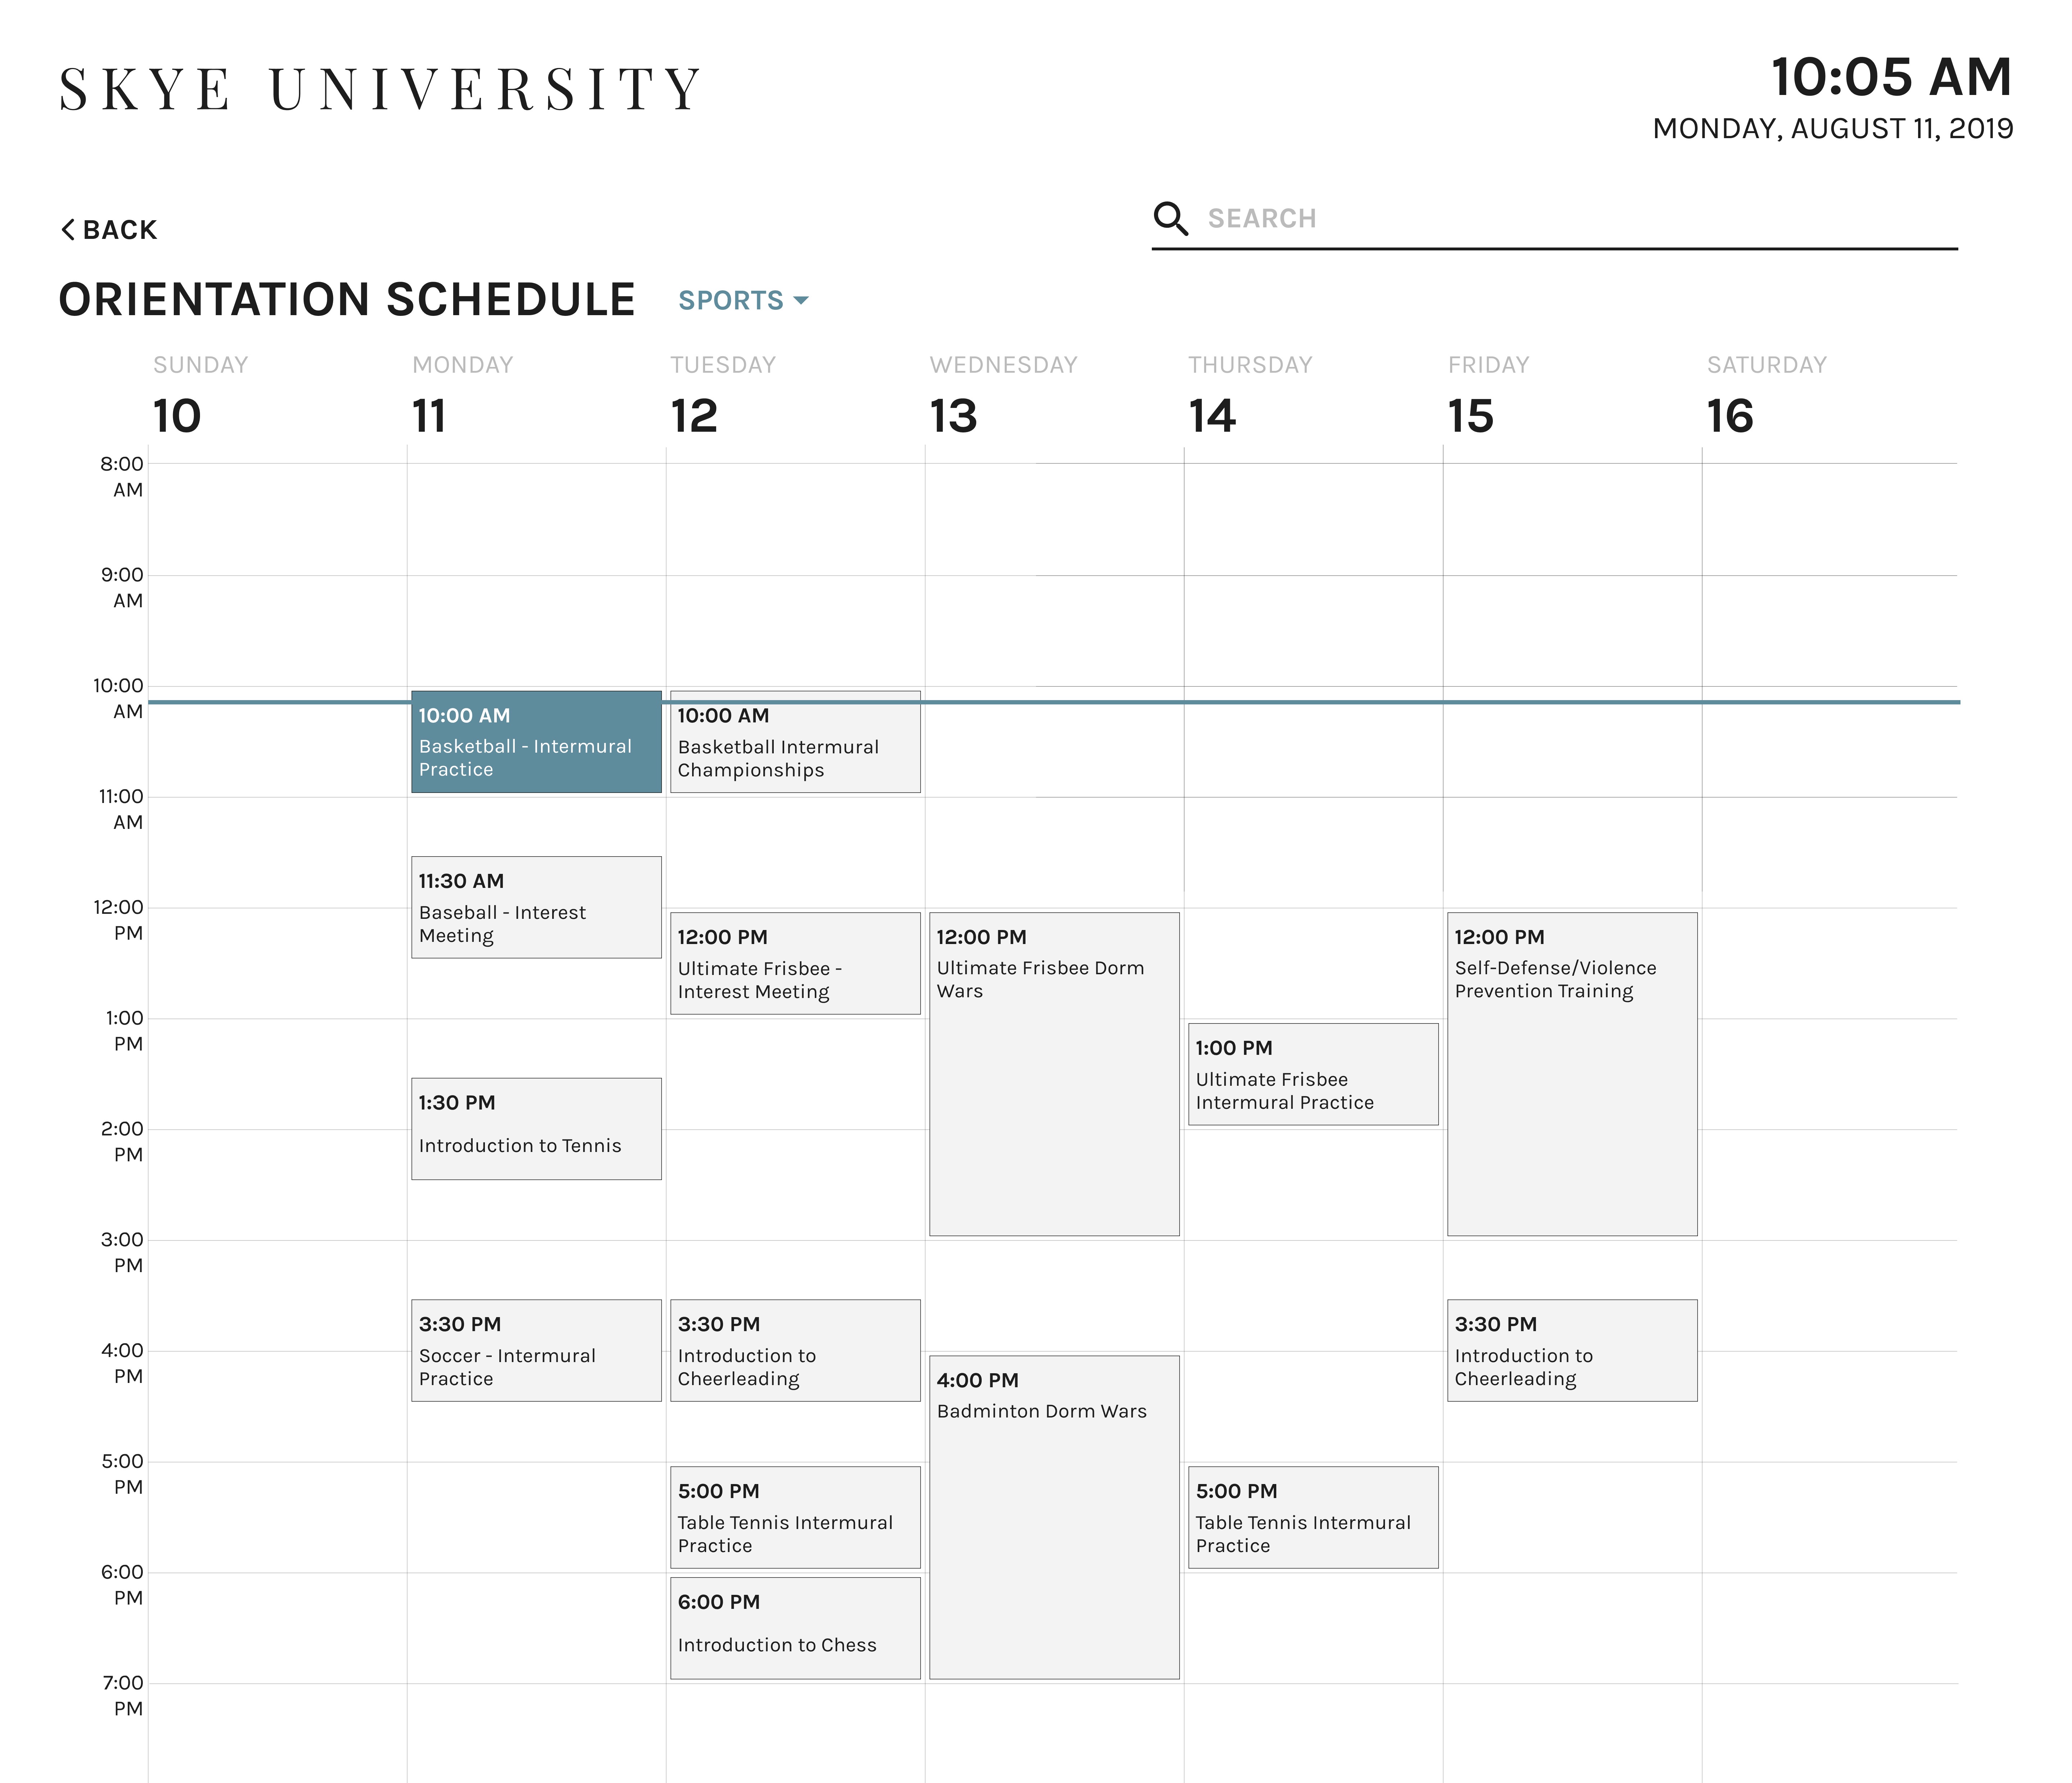 SKYE UNIVERSITY
10:05 AM
MONDAY, AUGUST 11, 2019
BACK
SEARCH
ORIENTATION SCHEDULE
SPORTS
SUNDAY
MONDAY
TUESDAY
WEDNESDAY
THURSDAY
FRIDAY
SATURDAY
10
11
12
13
14
15
16
8:00
AM
9:00
AM
10:00
AM
11:00
AM
12:00
PM
1:00
PM
2:00
PM
3:00
PM
4:00
PM
5:00
PM
6:00
PM
7:00
PM
10:00 AM
Basketball - Intermural
Practice
11:30 AM
Baseball - Interest
Meeting
1:30 PM
Introduction to Tennis
3:30 PM
Soccer - Intermural
Practice
10:00 AM
Basketball Intermural
Championships
12:00 PM
Ultimate Frisbee -
Interest Meeting
3:30 PM
Introduction to
Cheerleading
5:00 PM
Table Tennis Intermural
Practice
6:00 PM
Introduction to Chess
12:00 PM
Ultimate Frisbee Dorm
Wars
4:00 PM
Badminton Dorm Wars
1:00 PM
Ultimate Frisbee
Intermural Practice
5:00 PM
Table Tennis Intermural
Practice
12:00 PM
Self-Defense/Violence
Prevention Training
3:30 PM
Introduction to
Cheerleading